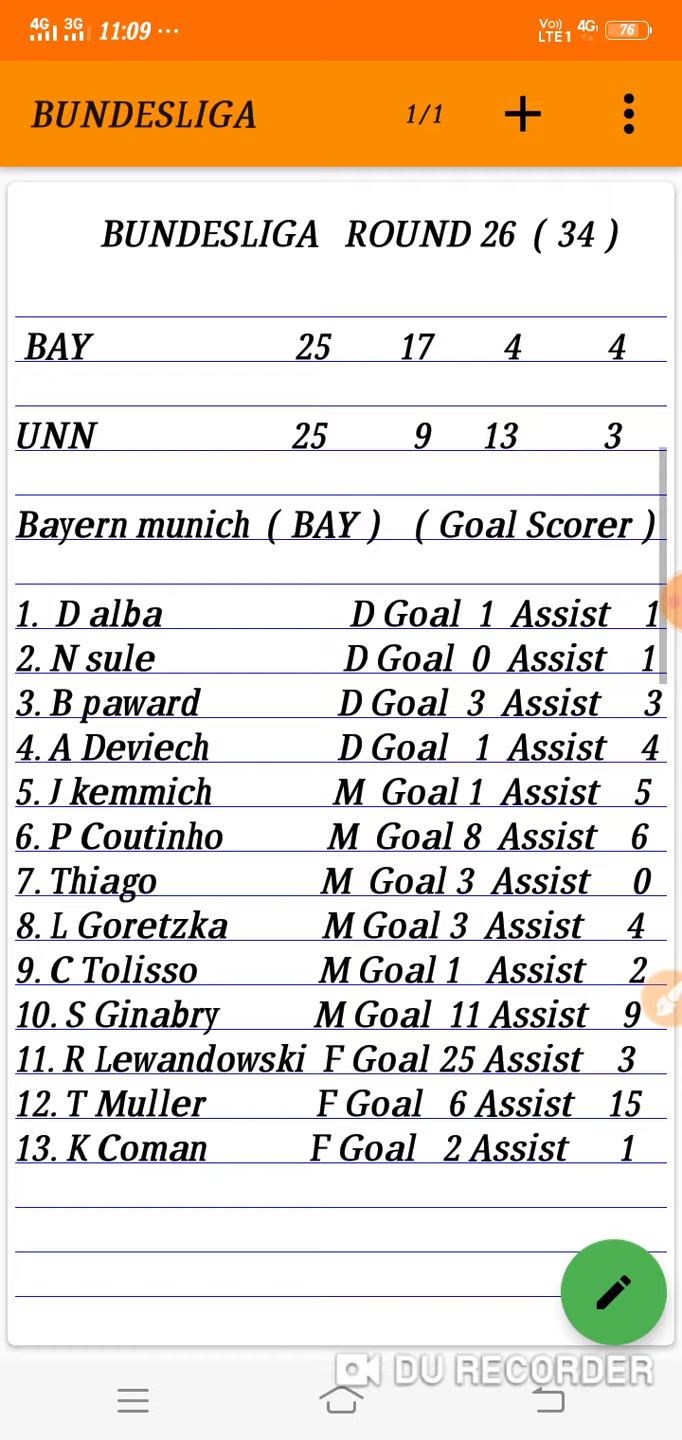 4G 3G 11:09 ... Vo)) LTE1 4G 76
BUNDESLIGA 1/1 +
BUNDESLIGA ROUND 26 ( 34 )
BAY 25 17 4 4
UNN 25 9 13 3
Bayern munich ( BAY ) ( Goal Scorer )
1. D alba D Goal 1 Assist 1
2. N sule D Goal 0 Assist 1
3. B paward D Goal 3 Assist 3
4. A Deviech D Goal 1 Assist 4
5. J kemmich M Goal 1 Assist 5
6. P Coutinho M Goal 8 Assist 6
7. Thiago M Goal 3 Assist 0
8. L Goretzka M Goal 3 Assist 4
9. C Tolisso M Goal 1 Assist 2
10. S Ginabry M Goal 11 Assist 9
11. R Lewandowski F Goal 25 Assist 3
12. T Muller F Goal 6 Assist 15
13. K Coman F Goal 2 Assist 1
DU RECORDER